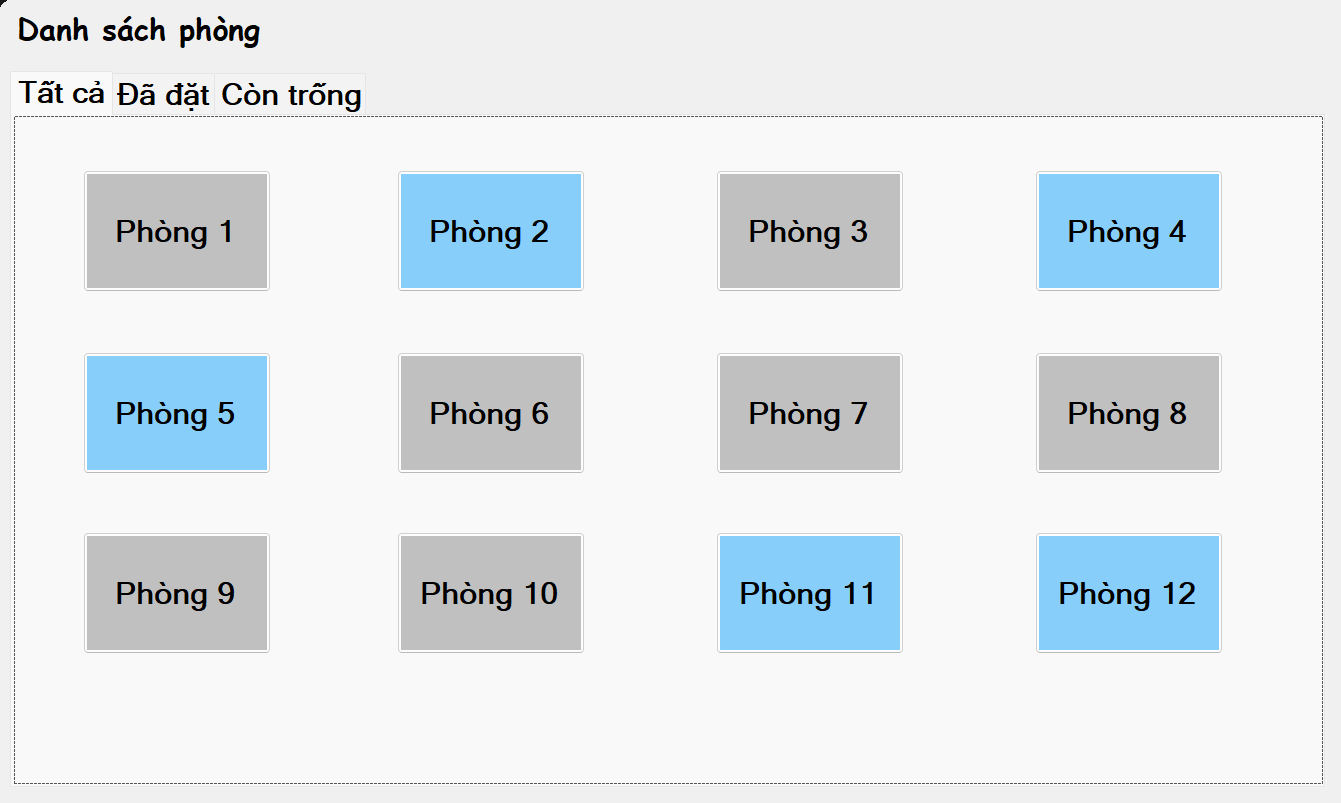 Danh sách phòng
Tất cả Đã đặt Còn trống
Phòng 1 Phòng 2 Phòng 3 Phòng 4
Phòng 5 Phòng 6 Phòng 7 Phòng 8
Phòng 9 Phòng 10 Phòng 11 Phòng 12